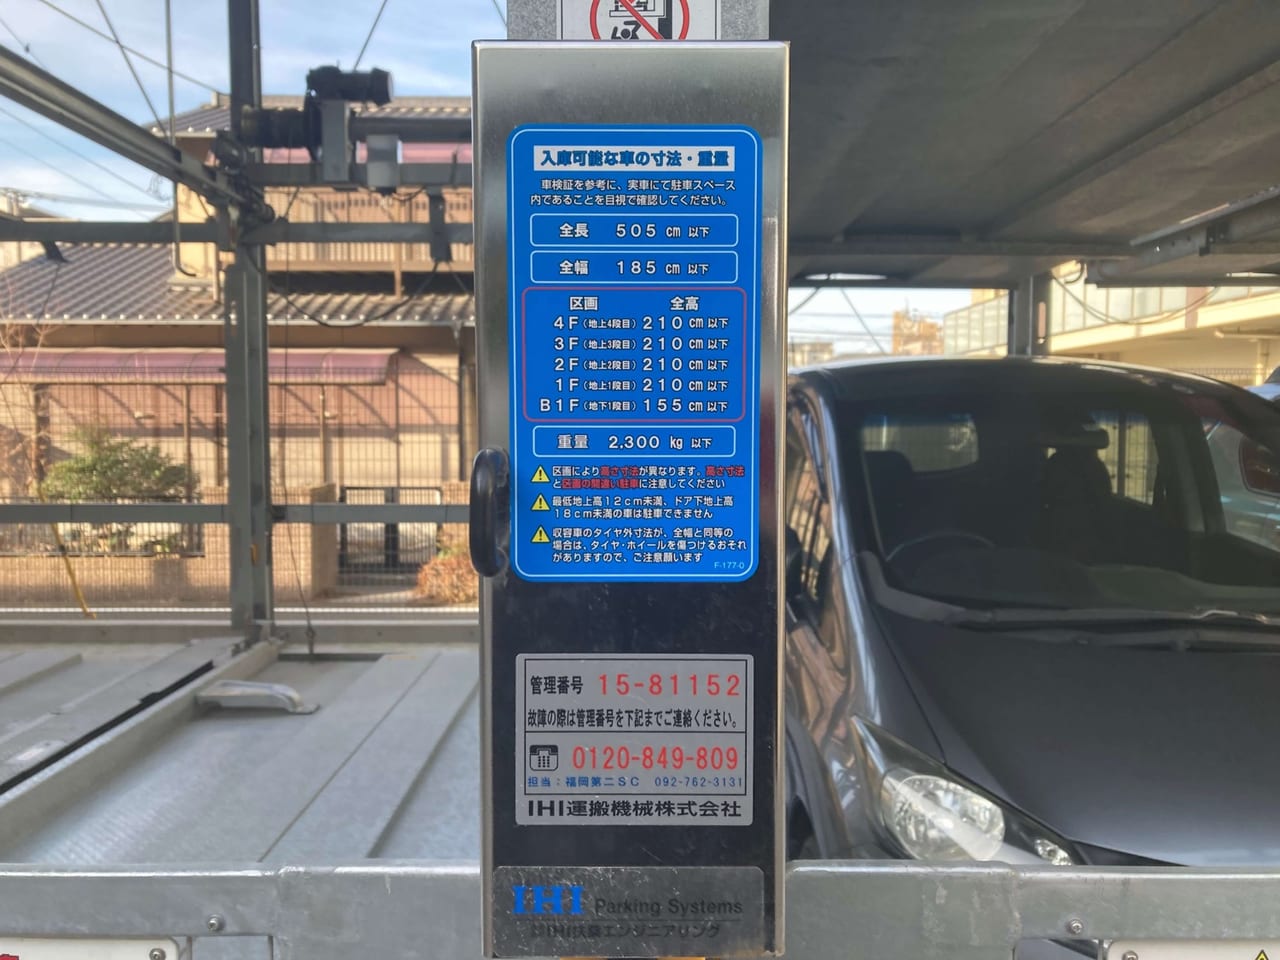 入庫可能な車の寸法・重量
車検証を参考に、実車にて駐車スペース
内であることを目視で確認してください。
全長 505 cm 以下
全幅 185 cm 以下
区画 全高
4F(地上4段目)210 cm 以下
3F(地上3段目)210 cm 以下
2F(地上2段目)210 cm 以下
1F(地上1段目)210 cm 以下
B1F(地下1段目)155 cm 以下
重量 2,300 kg 以下
区画により高さ寸法が異なります。高さ寸法
と区画の間違い駐車に注意してください
最低地上高12cm未満、ドア下地上高
18cm未満の車は駐車できません
収容車のタイヤ外寸法が、全幅と同等の
場合は、タイヤ・ホイールを傷つけるおそれ
がありますので、ご注意願います
F-177-0
管理番号 15-81152
故障の際は管理番号を下記までご連絡ください。
0120-849-809
担当:福岡第二SC 092-762-3131
IHI運搬機械株式会社
IHI Parking Systems
IHI扶桑エンジニアリング